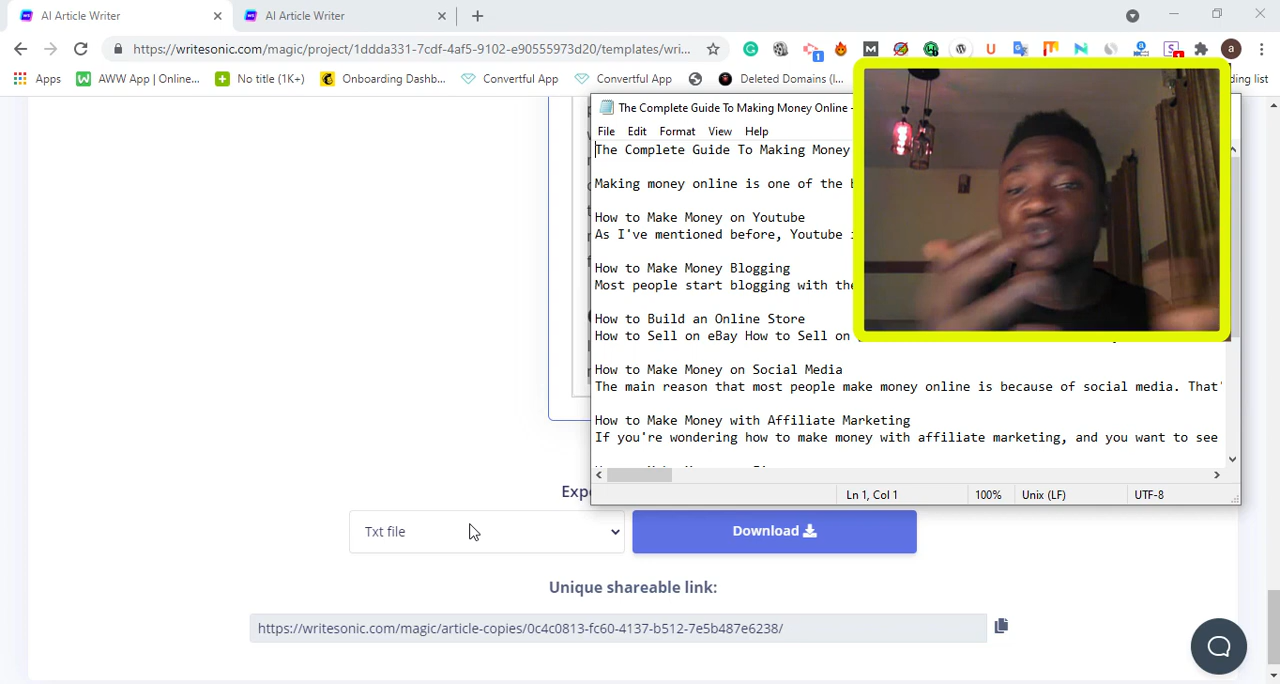 AI Article Writer
AI Article Writer
https://writesonic.com/magic/project/1ddda331-7cdf-4af5-9102-e90555973d20/templates/wri...
Apps
AWW App | Online...
No title (TK+)
Onboarding Dashb...
Convertful App
Convertful App
Deleted Domains (l...
ding list
The Complete Guide To Making Money Online -
File Edit Format View Help
The Complete Guide To Making Money
Making money online is one of the
How to Make Money on Youtube
As I've mentioned before, Youtube
How to Make Money Blogging
Most people start blogging with the
How to Build an Online Store
How to Sell on eBay How to Sell on
How to Make Money on Social Media
The main reason that most people make money online is because of social media. That'
How to Make Money with Affiliate Marketing
If you're wondering how to make money with affiliate marketing, and you want to see
Ln 1, Col 1
100%
Unix (LF)
UTF-8
Expo
Txt file
Download
Unique shareable link:
https://writesonic.com/magic/article-copies/0c4c0813-fc60-4137-b512-7e5b487e6238/